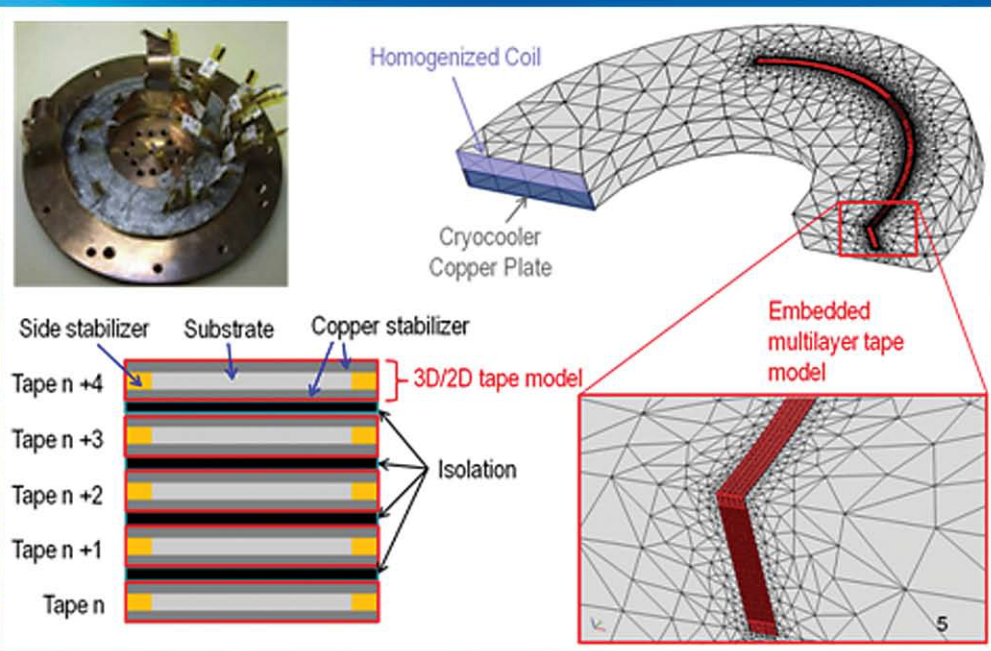 Homogenized Coil
Cryocooler
Copper Plate
Side stabilizer
Substrate
Copper stabilizer
Tape n +4
3D/2D tape model
Tape n +3
Isolation
Tape n +2
Tape n +1
Tape n
Embedded
multilayer tape
model
5